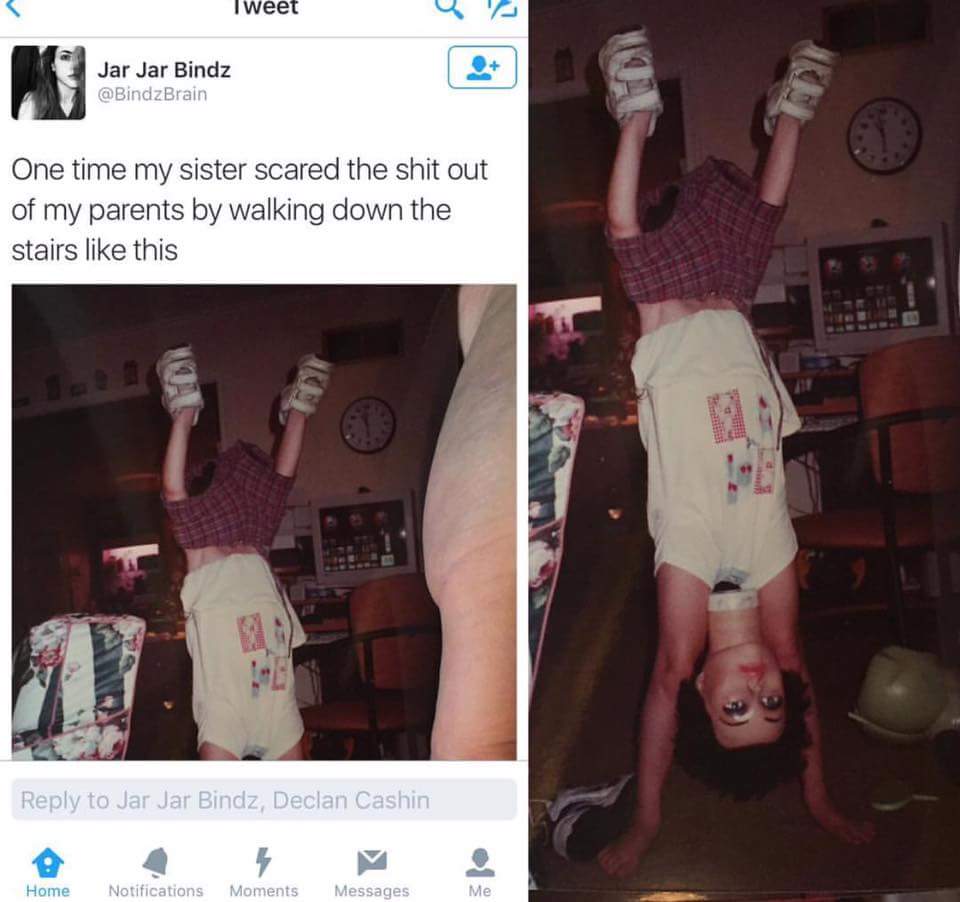 Tweet
Jar Jar Bindz
@BindzBrain
One time my sister scared the shit out
of my parents by walking down the
stairs like this
Reply to Jar Jar Bindz, Declan Cashin
Home Notifications Moments Messages Me